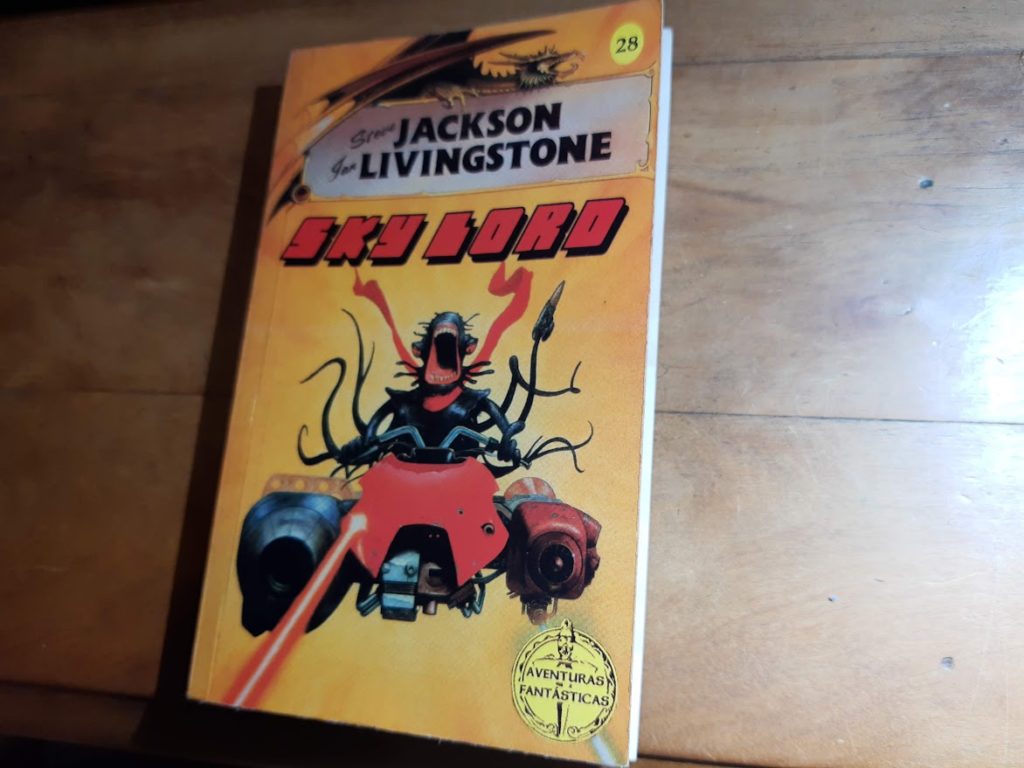 28
Steve JACKSON
Ian LIVINGSTONE
SKY LORD
AVENTURAS
FANTÁSTICAS